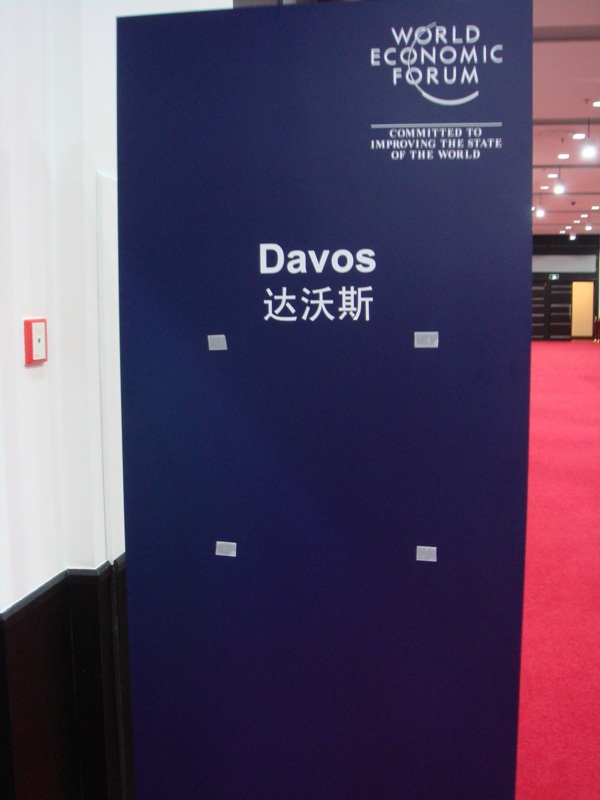 WORLD
ECONOMIC
FORUM
COMMITTED TO
IMPROVING THE STATE
OF THE WORLD
Davos
达沃斯